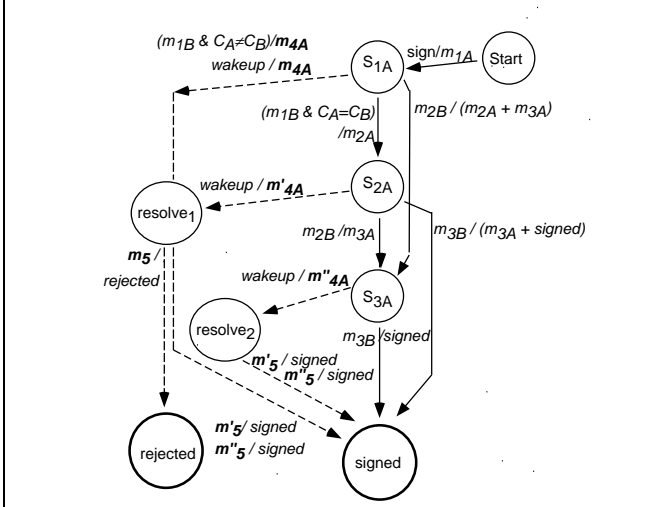 (m1B & CA≠CB)/m4A
wakeup / m4A
S1A
sign/m1A
Start
(m1B & CA=CB)
/m2A
m2B / (m2A + m3A)
wakeup / m'4A
S2A
resolve1
m2B/m3A
m3B / (m3A + signed)
m5 /
rejected
wakeup / m"4A
S3A
resolve2
m3B/signed
m'5 / signed
m"5 / signed
m'5/ signed
m"5 / signed
rejected
signed